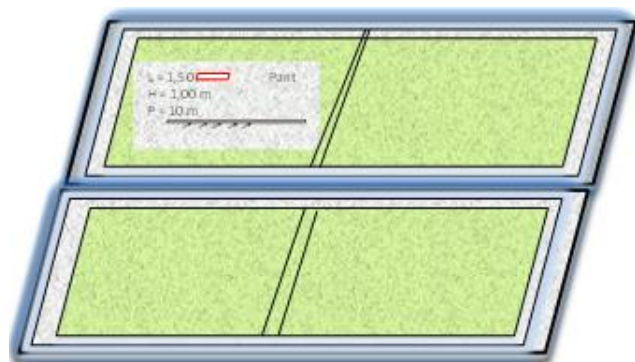 L = 1,50 Pant
H = 1,00 m
P = 10 m